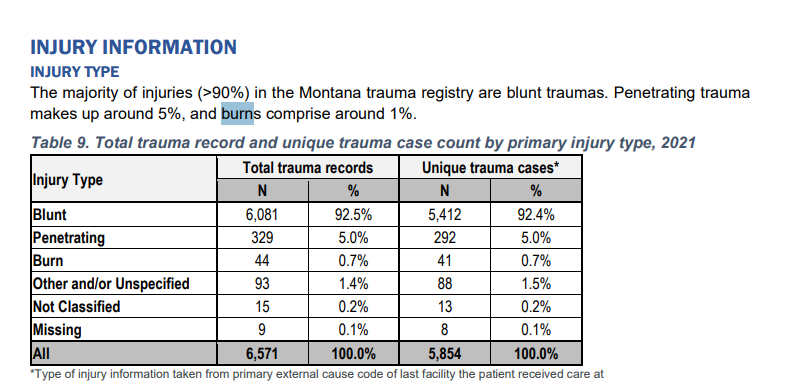 INJURY INFORMATION
INJURY TYPE
The majority of injuries (>90%) in the Montana trauma registry are blunt traumas. Penetrating trauma
makes up around 5%, and burns comprise around 1%.
Table 9. Total trauma record and unique trauma case count by primary injury type, 2021
Injury Type Total trauma records Unique trauma cases*
N % N %
Blunt 6,081 92.5% 5,412 92.4%
Penetrating 329 5.0% 292 5.0%
Burn 44 0.7% 41 0.7%
Other and/or Unspecified 93 1.4% 88 1.5%
Not Classified 15 0.2% 13 0.2%
Missing 9 0.1% 8 0.1%
All 6,571 100.0% 5,854 100.0%
*Type of injury information taken from primary external cause code of last facility the patient received care at